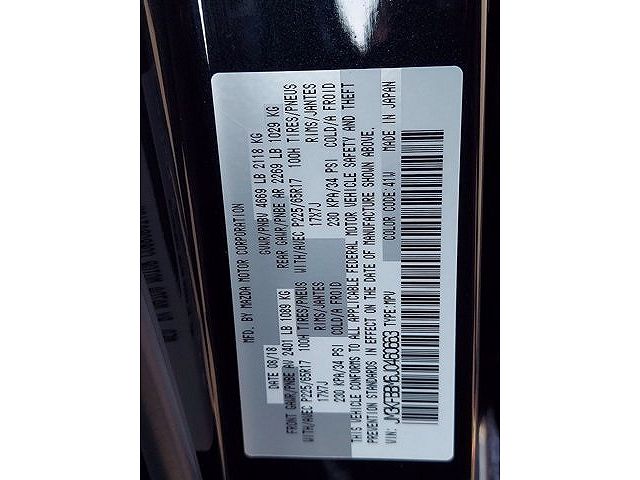 MFD. BY MAZDA MOTOR CORPORATION
DATE 08/18 GVWR/PNBV 4669 LB 2118 KG
FRONT GAWR/PNBE AV 2401 LB 1089 KG REAR GAWR/PNBE AR 2269 LB 1029 KG
WITH/AVEC P225/65R17 100H TIRES/PNEUS WITH/AVEC P225/65R17 100H TIRES/PNEUS
17X7J RIMS/JANTES 17X7J RIMS/JANTES
230 KPA/34 PSI COLD/A FROID 230 KPA/34 PSI COLD/A FROID
THIS VEHICLE CONFORMS TO ALL APPLICABLE FEDERAL MOTOR VEHICLE SAFETY AND THEFT
PREVENTION STANDARDS IN EFFECT ON THE DATE OF MANUFACTURE SHOWN ABOVE.
COLOR CODE:41W MADE IN JAPAN
JM3KFBBM6J0460663 TYPE:MPV